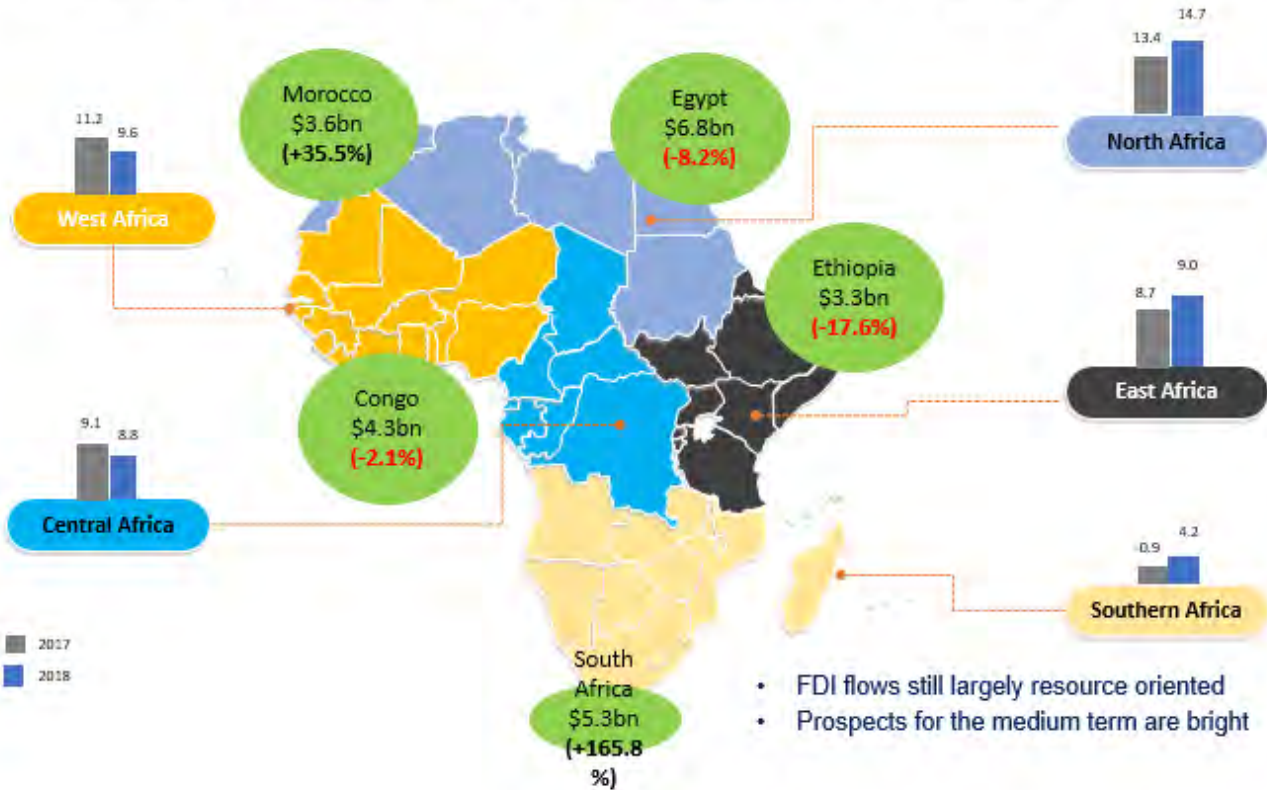 14.7
13.4
North Africa
Morocco
$3.6bn
(+35.5%)
Egypt
$6.8bn
(-8.2%)
11.2
9.6
West Africa
Ethiopia
$3.3bn
(-17.6%)
9.0
8.7
East Africa
Congo
$4.3bn
(-2.1%)
9.1
8.8
Central Africa
4.2
-0.9
Southern Africa
2017
2018
South
Africa
$5.3bn
(+165.8
%)
• FDI flows still largely resource oriented
• Prospects for the medium term are bright